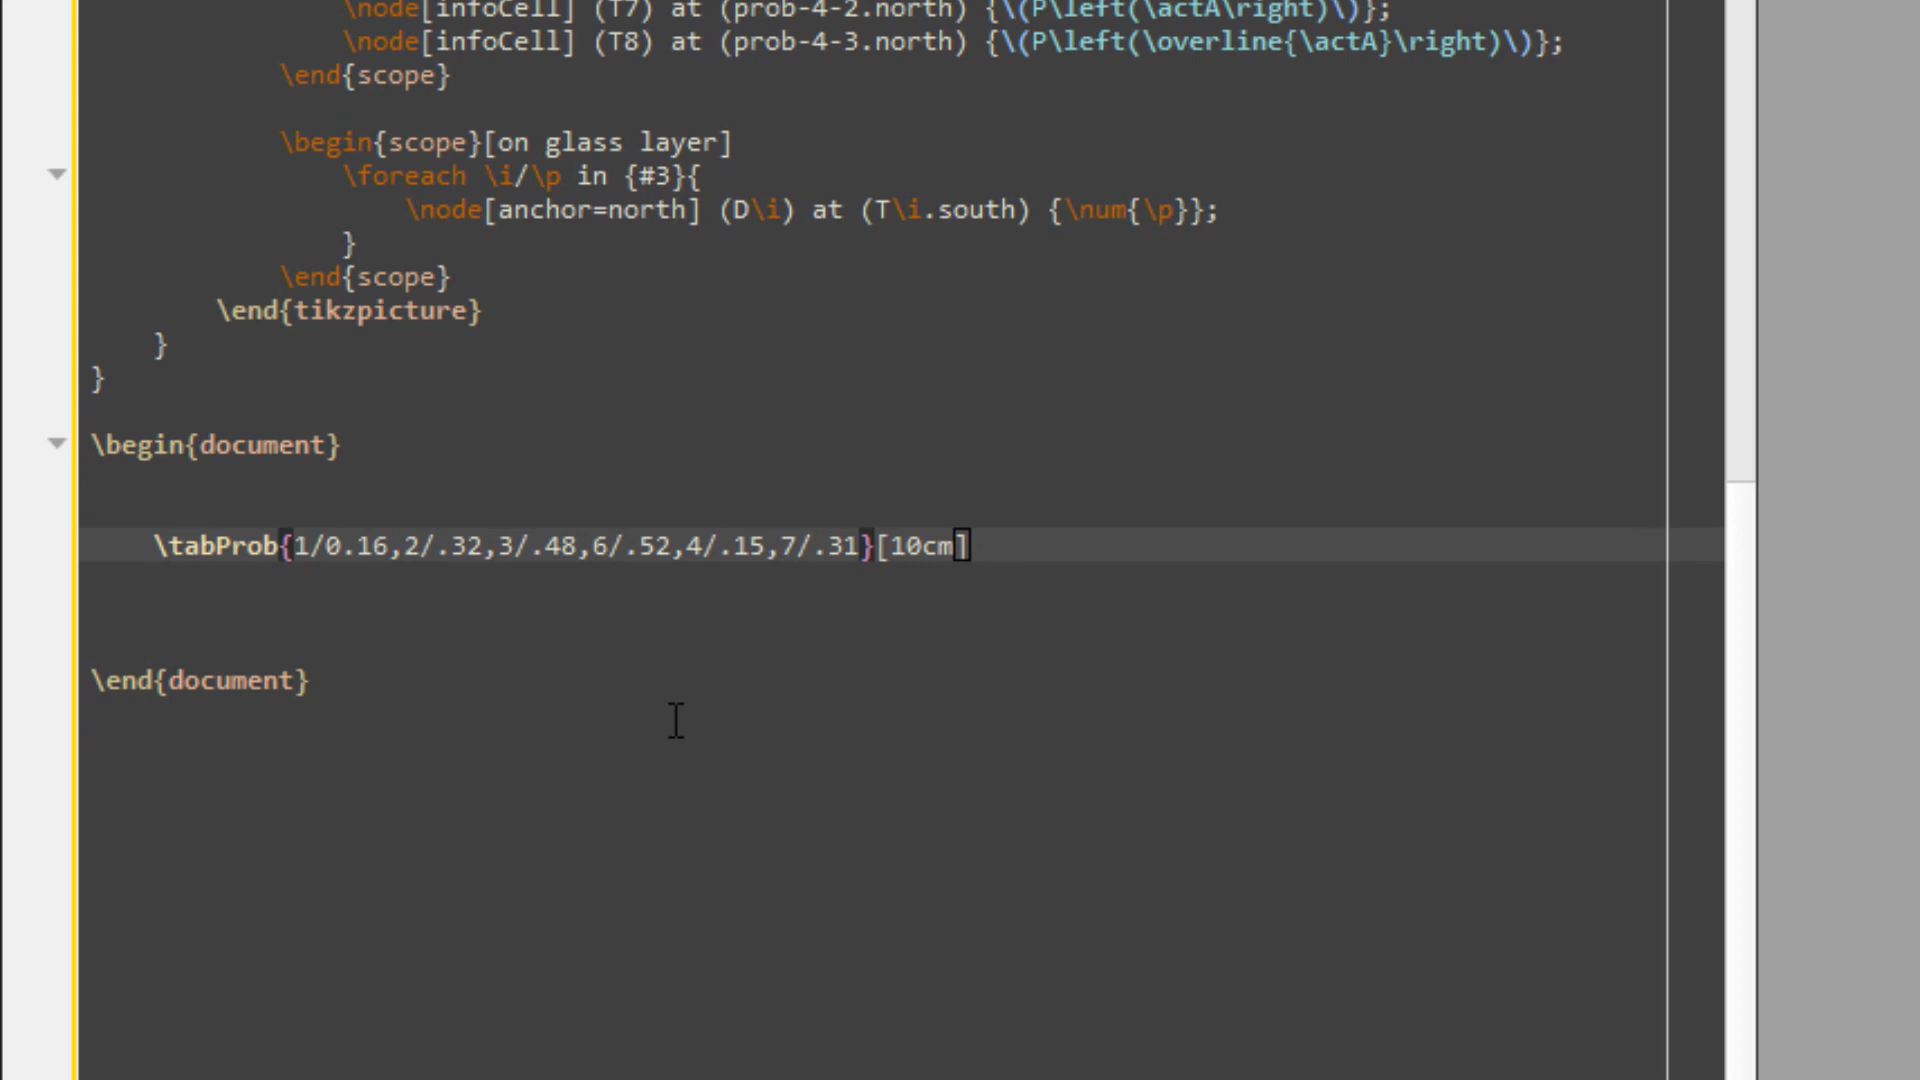 \node[infoCell] (T7) at (prob-4-2.north) {\(P\left(\actA\right)\)};
\node[infoCell] (T8) at (prob-4-3.north) {\(P\left(\overline{\actA}\right)\)};
\end{scope}
\begin{scope}[on glass layer]
\foreach \i/\p in {#3}{
\node[anchor=north] (D\i) at (T\i.south) {\num{\p}};
}
\end{scope}
\end{tikzpicture}
}
}
\begin{document}
\tabProb{1/0.16,2/.32,3/.48,6/.52,4/.15,7/.31}[10cm]
\end{document}